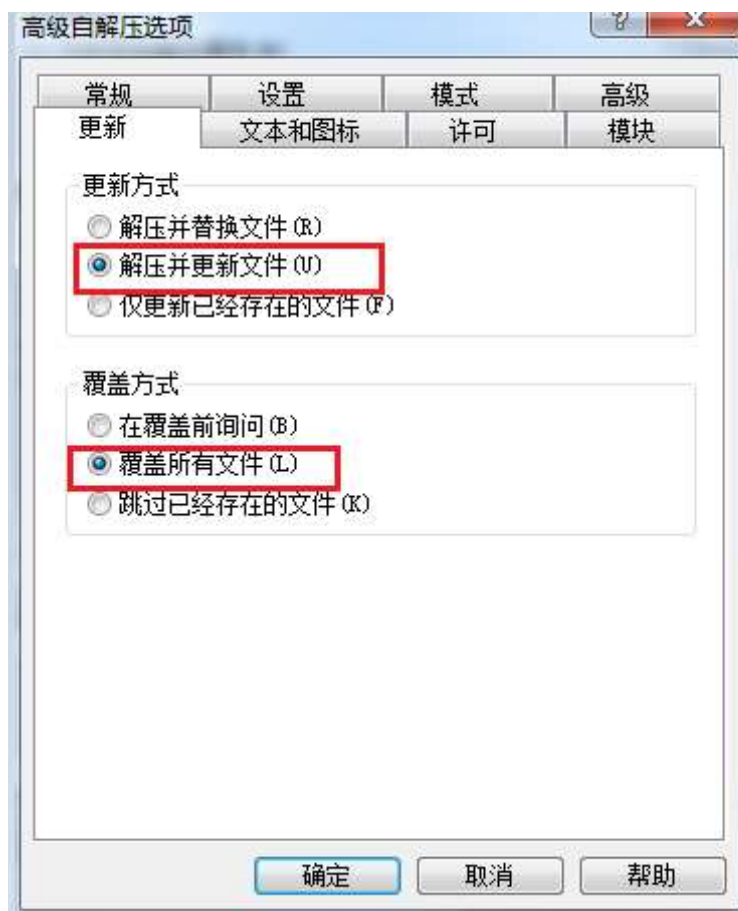 高级自解压选项
常规 设置 模式 高级
更新 文本和图标 许可 模块
更新方式
解压并替换文件(R)
解压并更新文件(U)
仅更新已经存在的文件(F)
覆盖方式
在覆盖前询问(B)
覆盖所有文件(L)
跳过已经存在的文件(K)
确定 取消 帮助